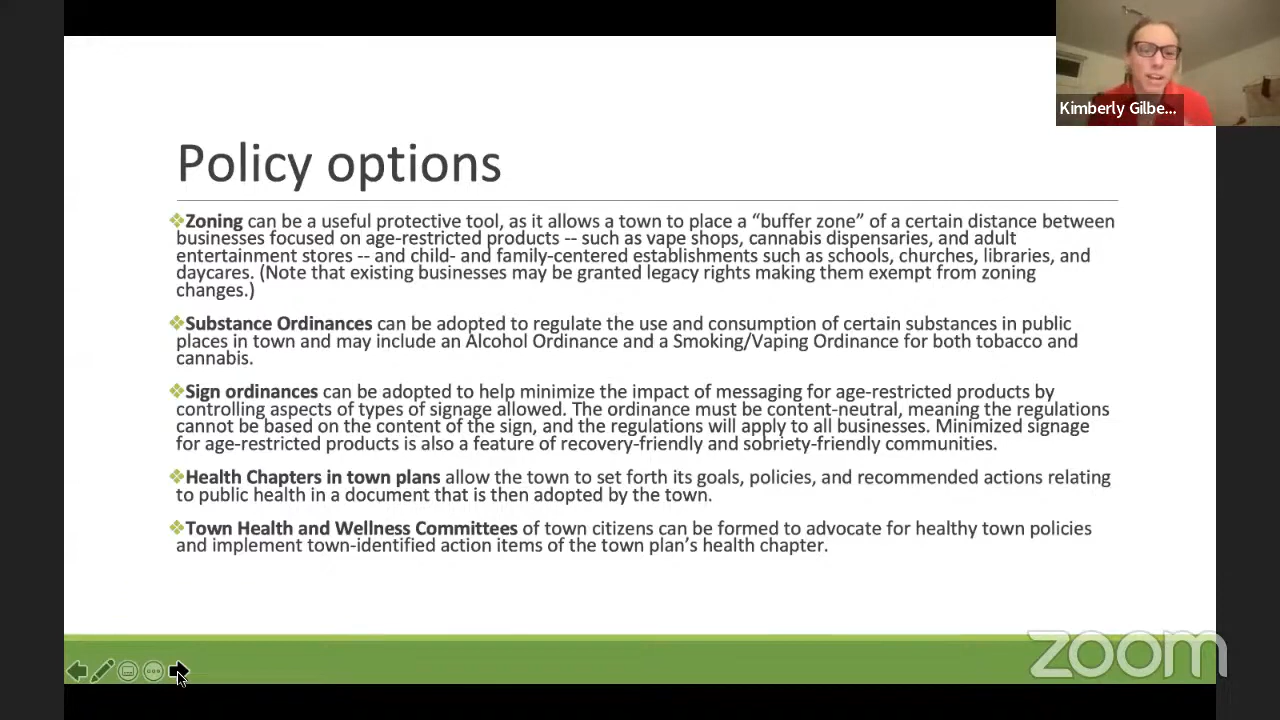 Kimberly Gilbe...
Policy options
❖Zoning can be a useful protective tool, as it allows a town to place a “buffer zone” of a certain distance between
businesses focused on age-restricted products -- such as vape shops, cannabis dispensaries, and adult
entertainment stores -- and child- and family-centered establishments such as schools, churches, libraries, and
daycares. (Note that existing businesses may be granted legacy rights making them exempt from zoning
changes.)
❖Substance Ordinances can be adopted to regulate the use and consumption of certain substances in public
places in town and may include an Alcohol Ordinance and a Smoking/Vaping Ordinance for both tobacco and
cannabis.
❖Sign ordinances can be adopted to help minimize the impact of messaging for age-restricted products by
controlling aspects of types of signage allowed. The ordinance must be content-neutral, meaning the regulations
cannot be based on the content of the sign, and the regulations will apply to all businesses. Minimized signage
for age-restricted products is also a feature of recovery-friendly and sobriety-friendly communities.
❖Health Chapters in town plans allow the town to set forth its goals, policies, and recommended actions relating
to public health in a document that is then adopted by the town.
❖Town Health and Wellness Committees of town citizens can be formed to advocate for healthy town policies
and implement town-identified action items of the town plan’s health chapter.
zoom